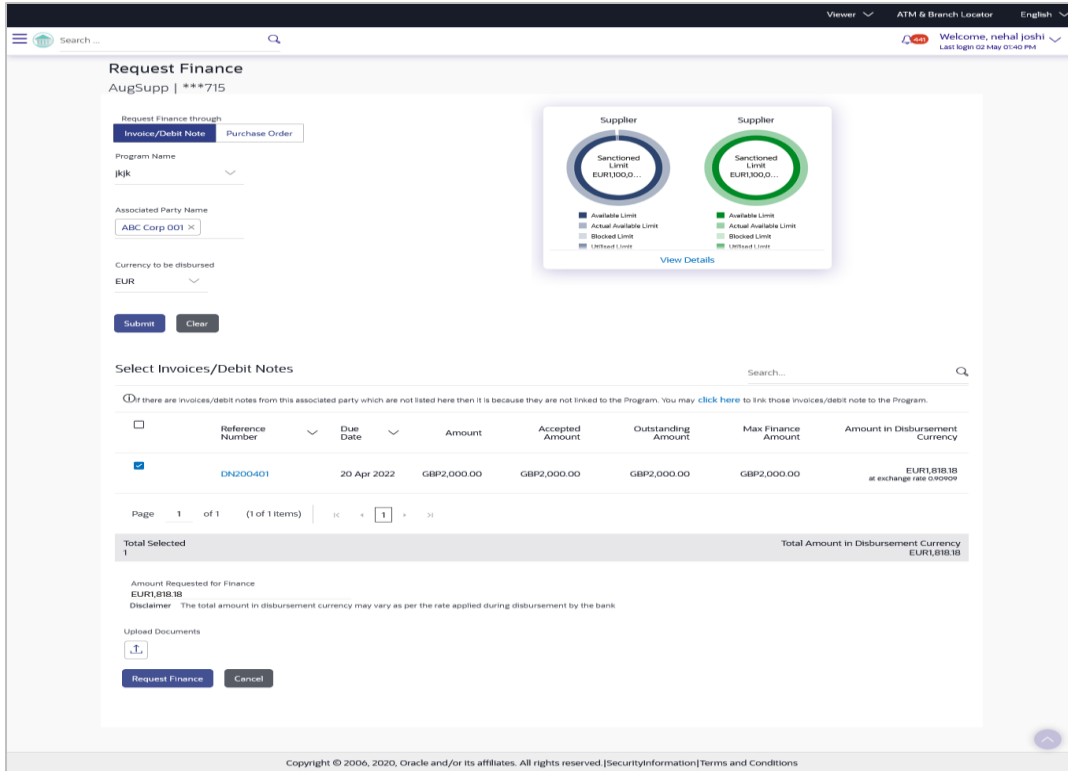 Viewer ATM & Branch Locator English
Search ...
441
Welcome, nehal joshi
Last login 02 May 01:40 PM
Request Finance
AugSupp | ***715
Request Finance through
Invoice/Debit Note Purchase Order
Program Name
jkjk
Associated Party Name
ABC Corp 001 ×
Currency to be disbursed
EUR
Submit Clear
Supplier
Sanctioned
Limit
EUR1,100,0...
Available Limit
Actual Available Limit
Blocked Limit
Utilised Limit
Supplier
Sanctioned
Limit
EUR1,100,0...
Available Limit
Actual Available Limit
Blocked Limit
Utilised Limit
View Details
Select Invoices/Debit Notes
Search...
If there are invoices/debit notes from this associated party which are not listed here then it is because they are not linked to the Program. You may click here to link those invoices/debit note to the Program.
Reference Number Due Date Amount Accepted Amount Outstanding Amount Max Finance Amount Amount in Disbursement Currency
DN200401 20 Apr 2022 GBP2,000.00 GBP2,000.00 GBP2,000.00 GBP2,000.00 EUR1,818.18
at exchange rate 0.90909
Page 1 of 1 (1 of 1 items) 1
Total Selected Total Amount in Disbursement Currency
1 EUR1,818.18
Amount Requested for Finance
EUR1,818.18
Disclaimer The total amount in disbursement currency may vary as per the rate applied during disbursement by the bank
Upload Documents
Request Finance Cancel
Copyright © 2006, 2020, Oracle and/or its affiliates. All rights reserved.|SecurityInformation|Terms and Conditions